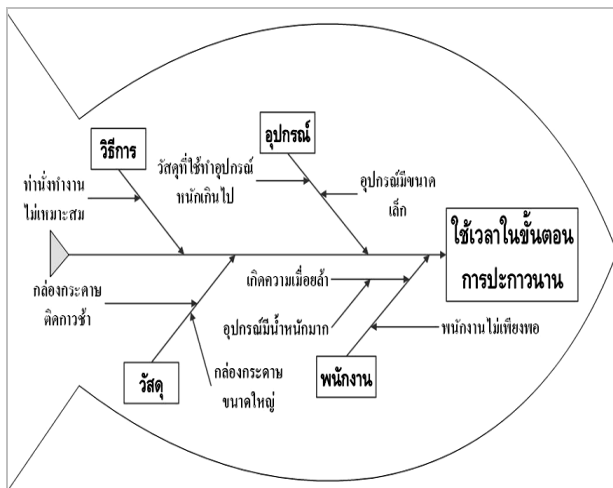 วิธีการ
อุปกรณ์
วัสดุที่ใช้ทำอุปกรณ์
หนักเกินไป
อุปกรณ์มีขนาด
เล็ก
ท่านั่งทำงาน
ไม่เหมาะสม
ใช้เวลาในขั้นตอน
การปะกาวนาน
กล่องกระดาษ
ติดกาวช้า
เกิดความเมื่อยล้า
อุปกรณ์มีน้ำหนักมาก
พนักงานไม่เพียงพอ
วัสดุ
กล่องกระดาษ
ขนาดใหญ่
พนักงาน